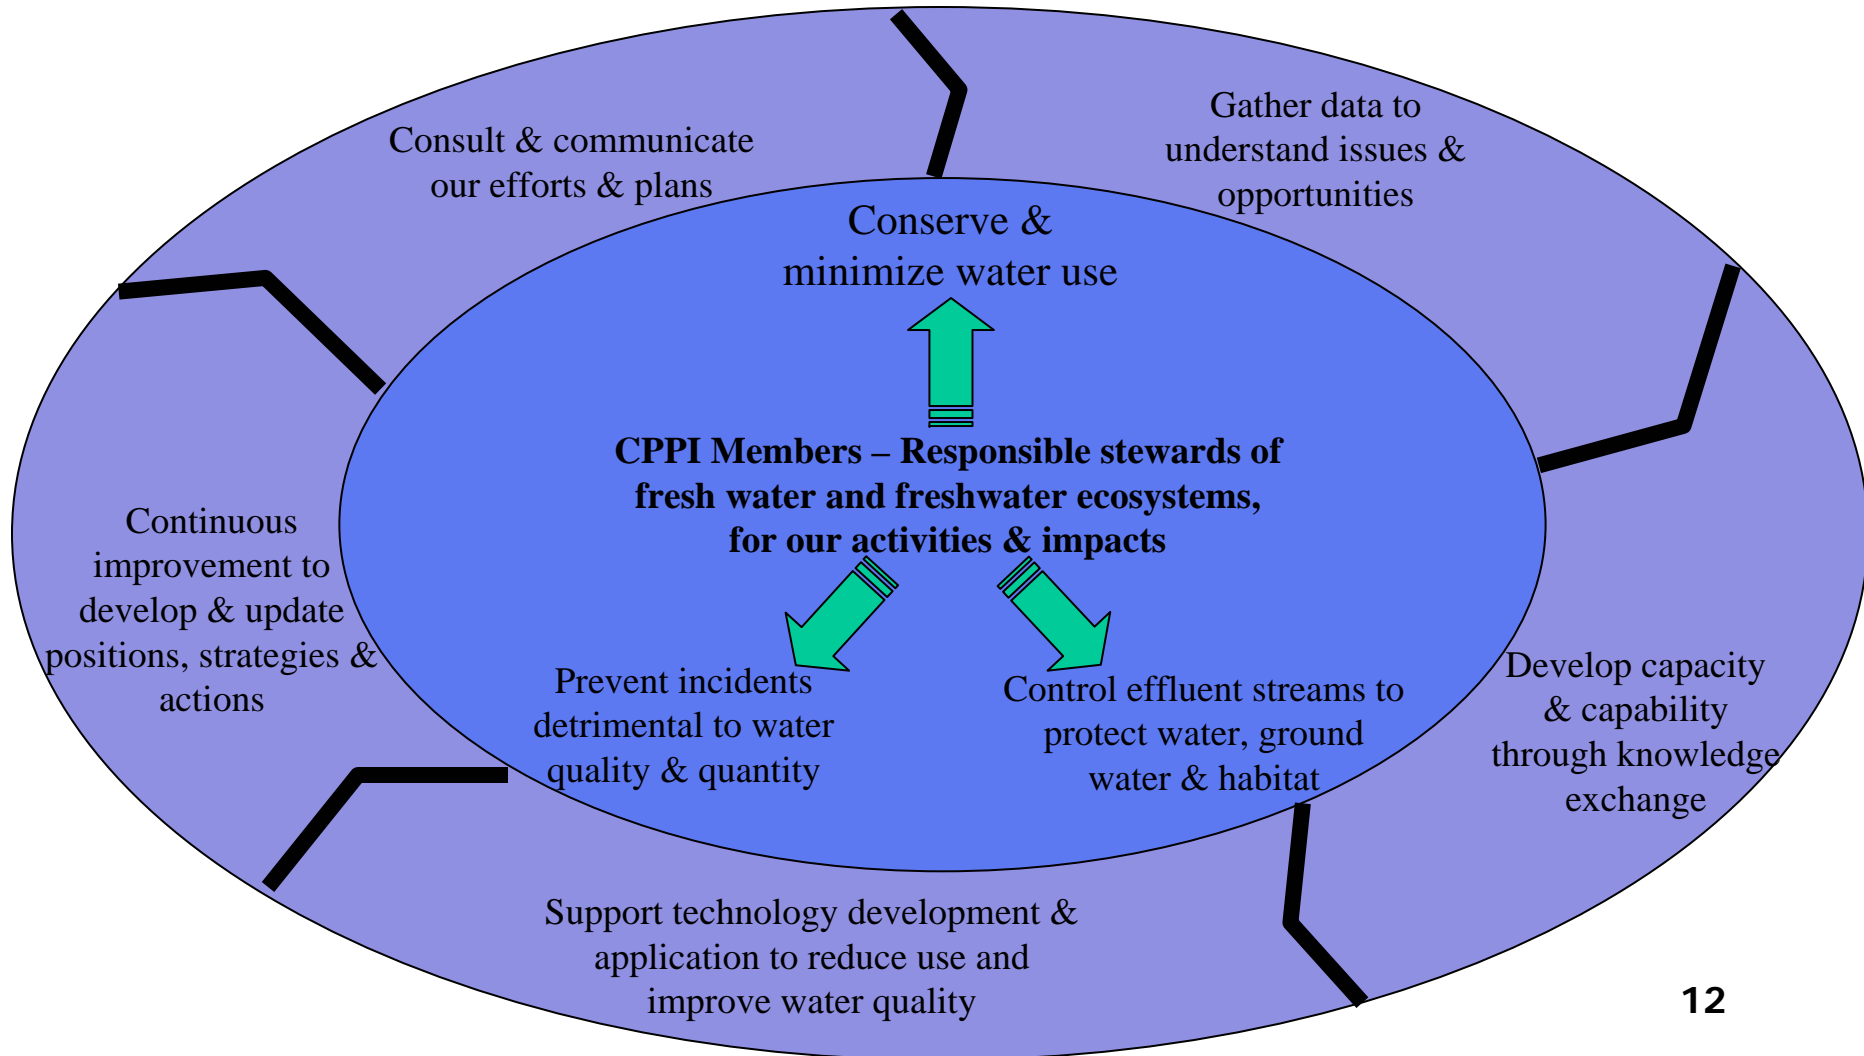 Consult & communicate
our efforts & plans
Gather data to
understand issues &
opportunities
Conserve &
minimize water use
CPPI Members – Responsible stewards of
fresh water and freshwater ecosystems,
for our activities & impacts
Continuous
improvement to
develop & update
positions, strategies &
actions
Prevent incidents
detrimental to water
quality & quantity
Control effluent streams to
protect water, ground
water & habitat
Develop capacity
& capability
through knowledge
exchange
Support technology development &
application to reduce use and
improve water quality
12